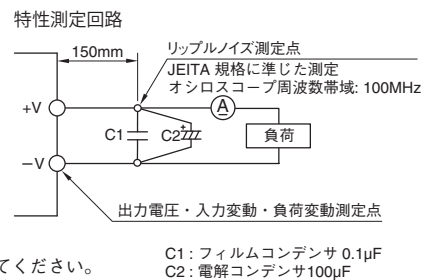 特性測定回路
150mm
リップルノイズ測定点
JEITA 規格に準じた測定
オシロスコープ周波数帯域: 100MHz
+V
A
C1
C2
+
負荷
−V
出力電圧・入力変動・負荷変動測定点
てください。
C1 : フィルムコンデンサ 0.1µF
C2 : 電解コンデンサ100µF